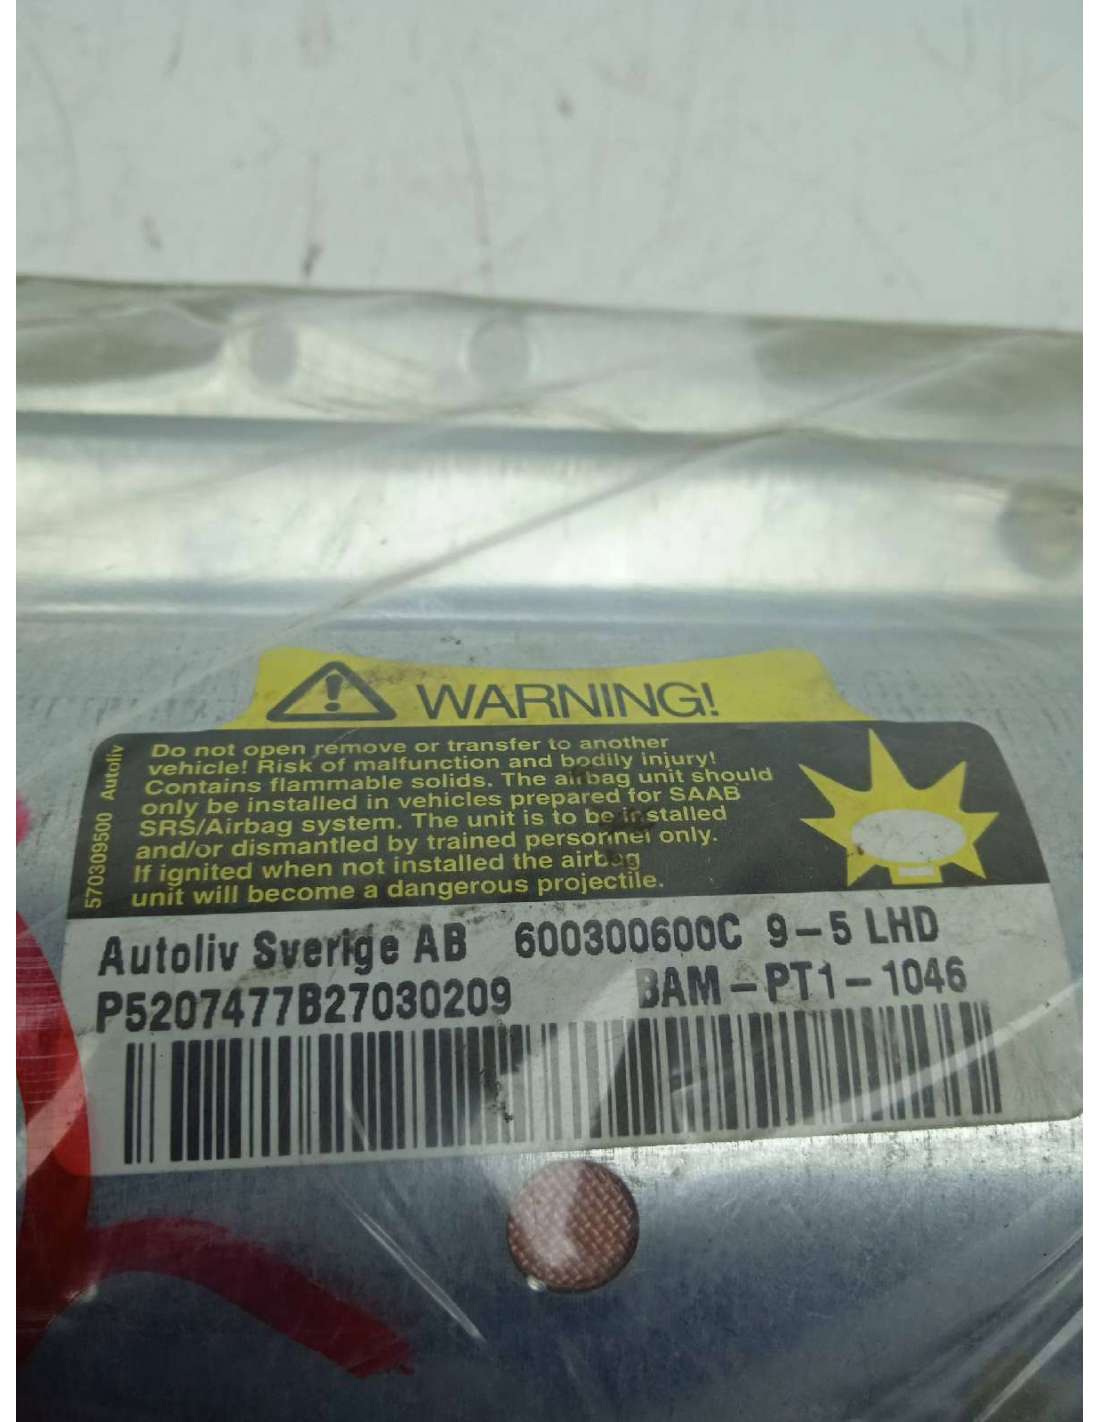 WARNING!
Do not open remove or transfer to another
vehicle! Risk of malfunction and bodily injury!
Contains flammable solids. The airbag unit should
only be installed in vehicles prepared for SAAB
SRS/Airbag system. The unit is to be installed
and/or dismantled by trained personnel only.
If ignited when not installed the airbag
unit will become a dangerous projectile.
570309500 Autoliv
Autoliv Sverige AB 600300600C 9-5 LHD
P5207477B27030209 BAM-PT1-1046